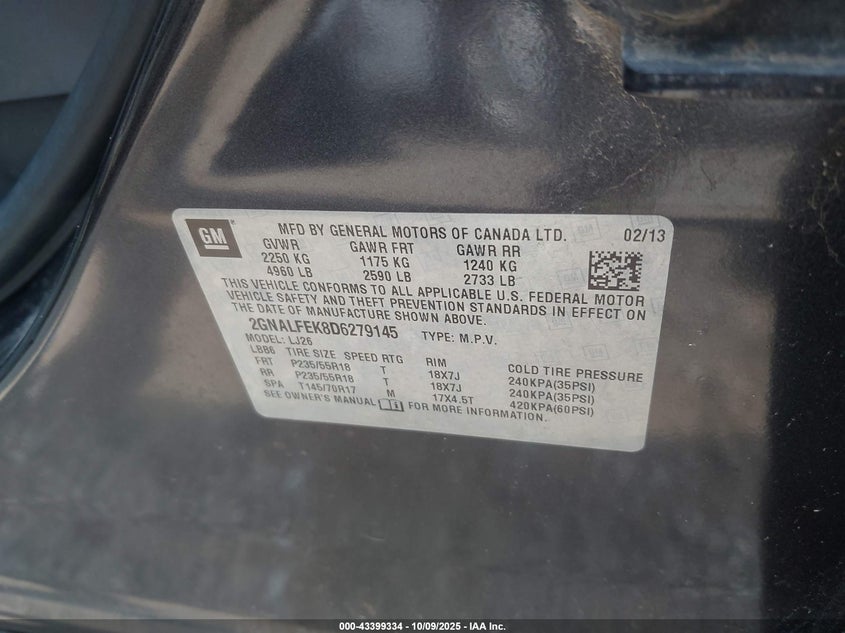 GM
MFD BY GENERAL MOTORS OF CANADA LTD. 02/13
GVWR GAWR FRT GAWR RR
2250 KG 1175 KG 1240 KG
4960 LB 2590 LB 2733 LB
THIS VEHICLE CONFORMS TO ALL APPLICABLE U.S. FEDERAL MOTOR
VEHICLE SAFETY AND THEFT PREVENTION STANDARDS IN EFFECT ON
THE DATE OF MANUFACTURE SHOWN ABOVE.
2GNALFEK8D6279145 TYPE: M.P.V.
MODEL: LJ26
LBB6 TIRE SIZE SPEED RTG RIM COLD TIRE PRESSURE
FRT P235/55R18 T 18X7J 240KPA(35PSI)
RR P235/55R18 T 18X7J 240KPA(35PSI)
SPA T145/70R17 M 17X4.5T 420KPA(60PSI)
SEE OWNER'S MANUAL FOR MORE INFORMATION.
000-43399334 | 10/09/2025 - IAA Inc.